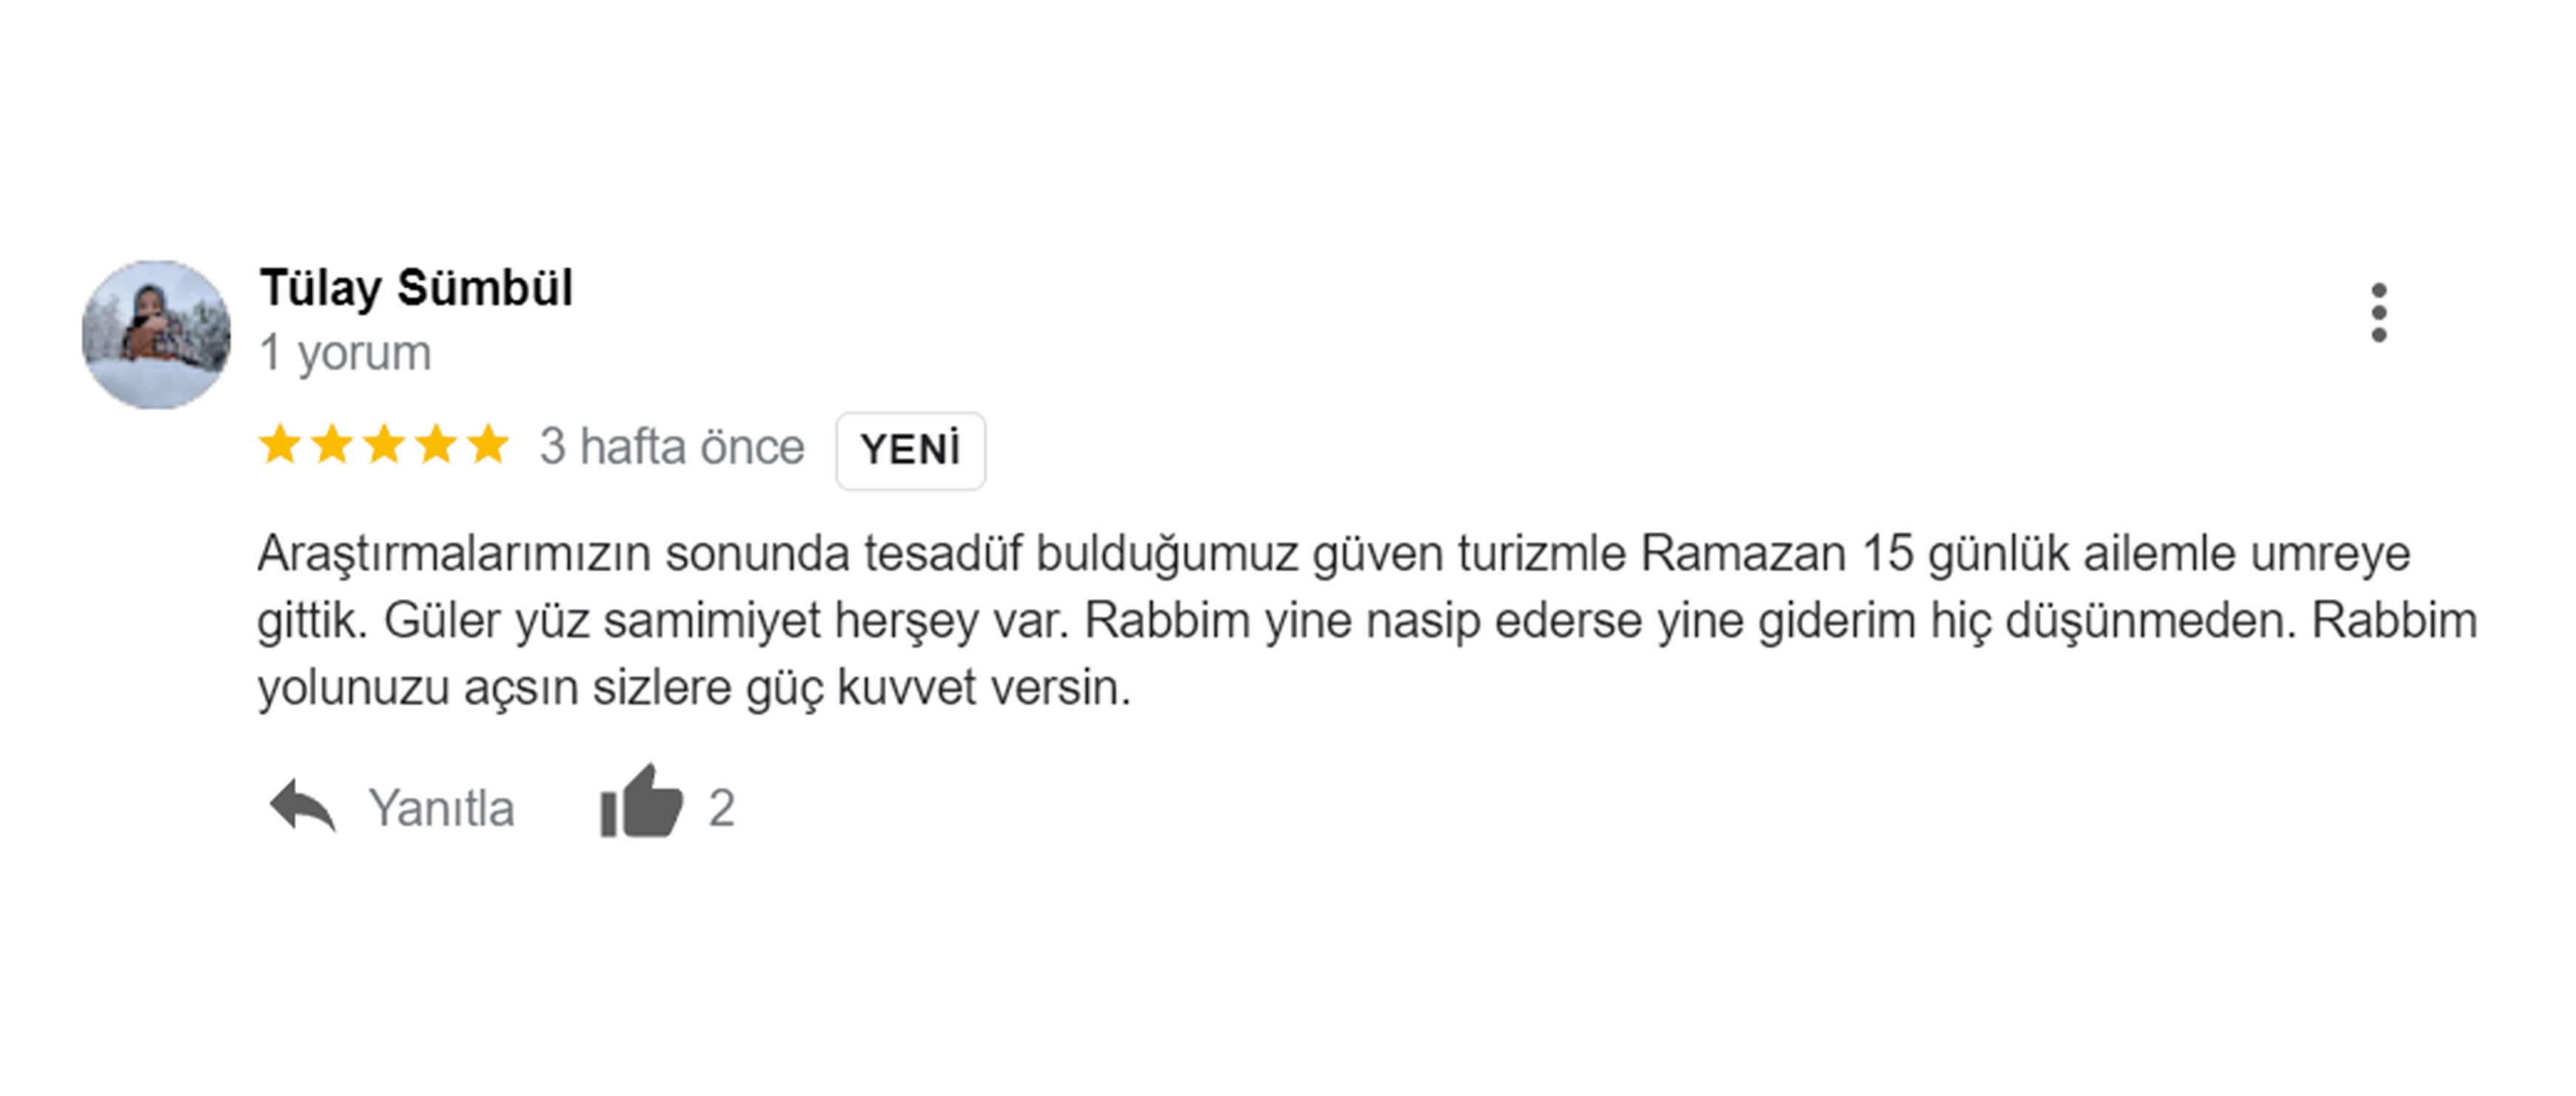 Tülay Sümbül
1 yorum
3 hafta önce YENİ
Araştırmalarımızın sonunda tesadüf bulduğumuz güven turizmle Ramazan 15 günlük ailemle umreye
gittik. Güler yüz samimiyet herşey var. Rabbim yine nasip ederse yine giderim hiç düşünmeden. Rabbim
yolunuzu açsın sizlere güç kuvvet versin.
Yanıtla 2